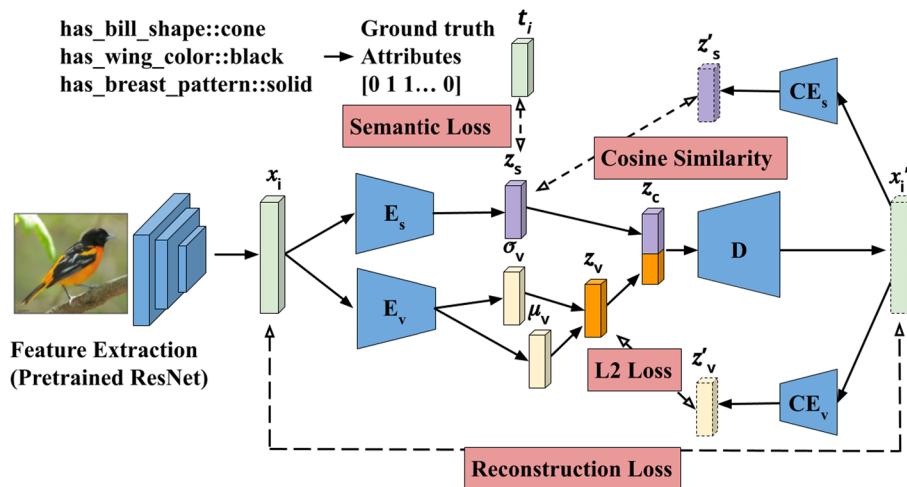 has_bill_shape::cone
has_wing_color::black
has_breast_pattern::solid
Ground truth
Attributes
[0 1 1... 0]
t_i
Semantic Loss
z'_s
CE_s
Cosine Similarity
x_i
E_s
z_s
z_c
x_i'
D
σ_v
z_v
E_v
μ_v
Feature Extraction
(Pretrained ResNet)
L2 Loss
z'_v
CE_v
Reconstruction Loss